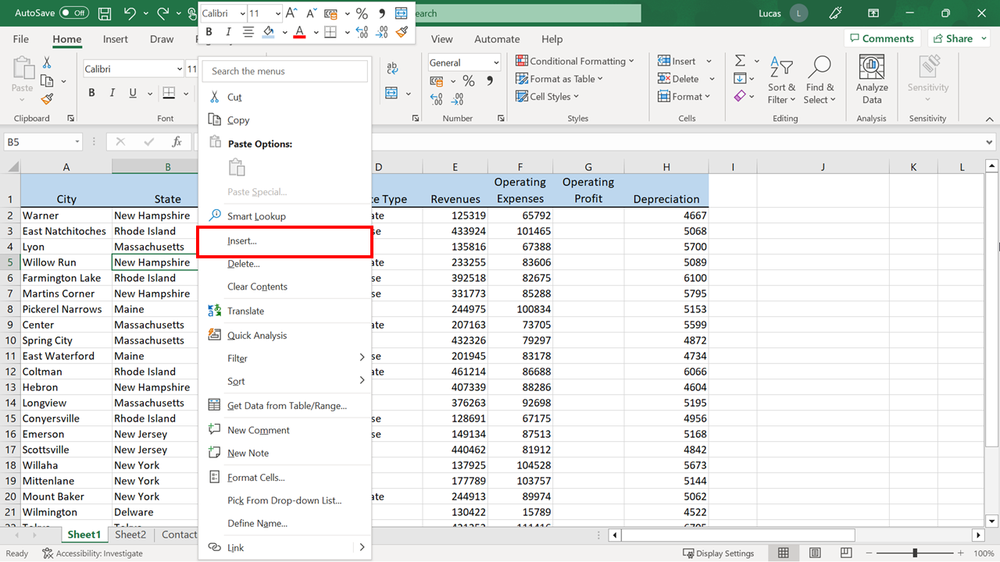 AutoSave Off
Calibri 11
earch
Lucas L
File Home Insert Draw View Automate Help
Comments Share
Search the menus
Calibri 11
B I U
Paste
Clipboard
Font
General
Number
Conditional Formatting
Format as Table
Cell Styles
Styles
Insert
Delete
Format
Cells
Sort & Filter
Find & Select
Editing
Analyze Data
Analysis
Sensitivity
Sensitivity
B5 fx
A B D E F G H I J K L
1 City State e Type Revenues Operating Expenses Operating Profit Depreciation
2 Warner New Hampshire ate 125319 65792 4667
3 East Natchitoches Rhode Island se 433924 101465 5068
4 Lyon Massachusetts 135816 67388 5700
5 Willow Run New Hampshire ate 233255 83606 5089
6 Farmington Lake Rhode Island se 392518 82675 6100
7 Martins Corner New Hampshire se 331773 85288 5795
8 Pickerel Narrows Maine 244975 100834 5153
9 Center Massachusetts ate 207163 73705 5599
10 Spring City Massachusetts 432326 79297 4872
11 East Waterford Maine se 201945 83178 4734
12 Coltman Rhode Island ate 461214 86688 6066
13 Hebron New Hampshire 407339 88286 4604
14 Longview Massachusetts 376263 92698 5195
15 Conyersville Rhode Island se 128691 67175 4956
16 Emerson New Jersey se 149134 87513 5168
17 Scottsville New Jersey 440462 81912 4842
18 Willaha New York 137925 104528 5673
19 Mittenlane New York 177789 103757 5144
20 Mount Baker New York ate 244913 89974 5062
21 Wilmington Delware 130422 15789 4522
Cut
Copy
Paste Options:
Paste Special...
Smart Lookup
Insert...
Delete...
Clear Contents
Translate
Quick Analysis
Filter
Sort
Get Data from Table/Range...
New Comment
New Note
Format Cells...
Pick From Drop-down List...
Define Name...
Link
Sheet1 Sheet2 Contact
Ready Accessibility: Investigate Display Settings 100%